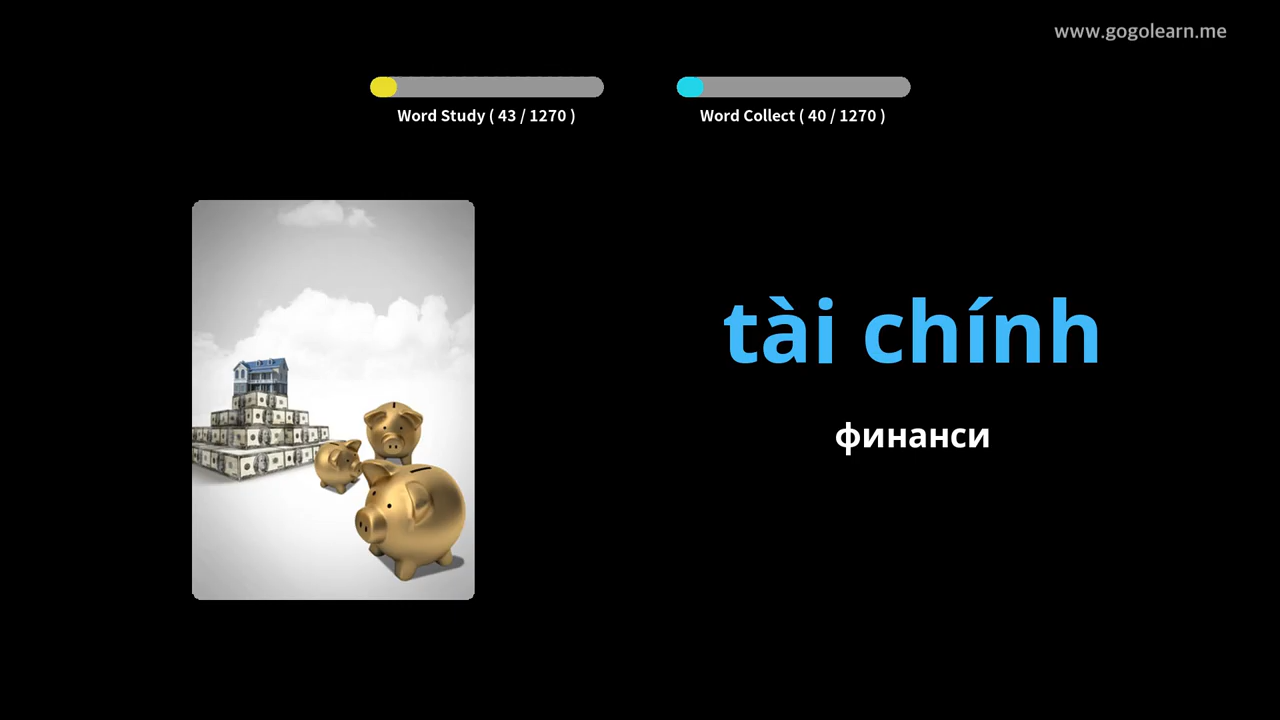 www.gogolearn.me
Word Study ( 43 / 1270 )
Word Collect ( 40 / 1270 )
tài chính
финанси